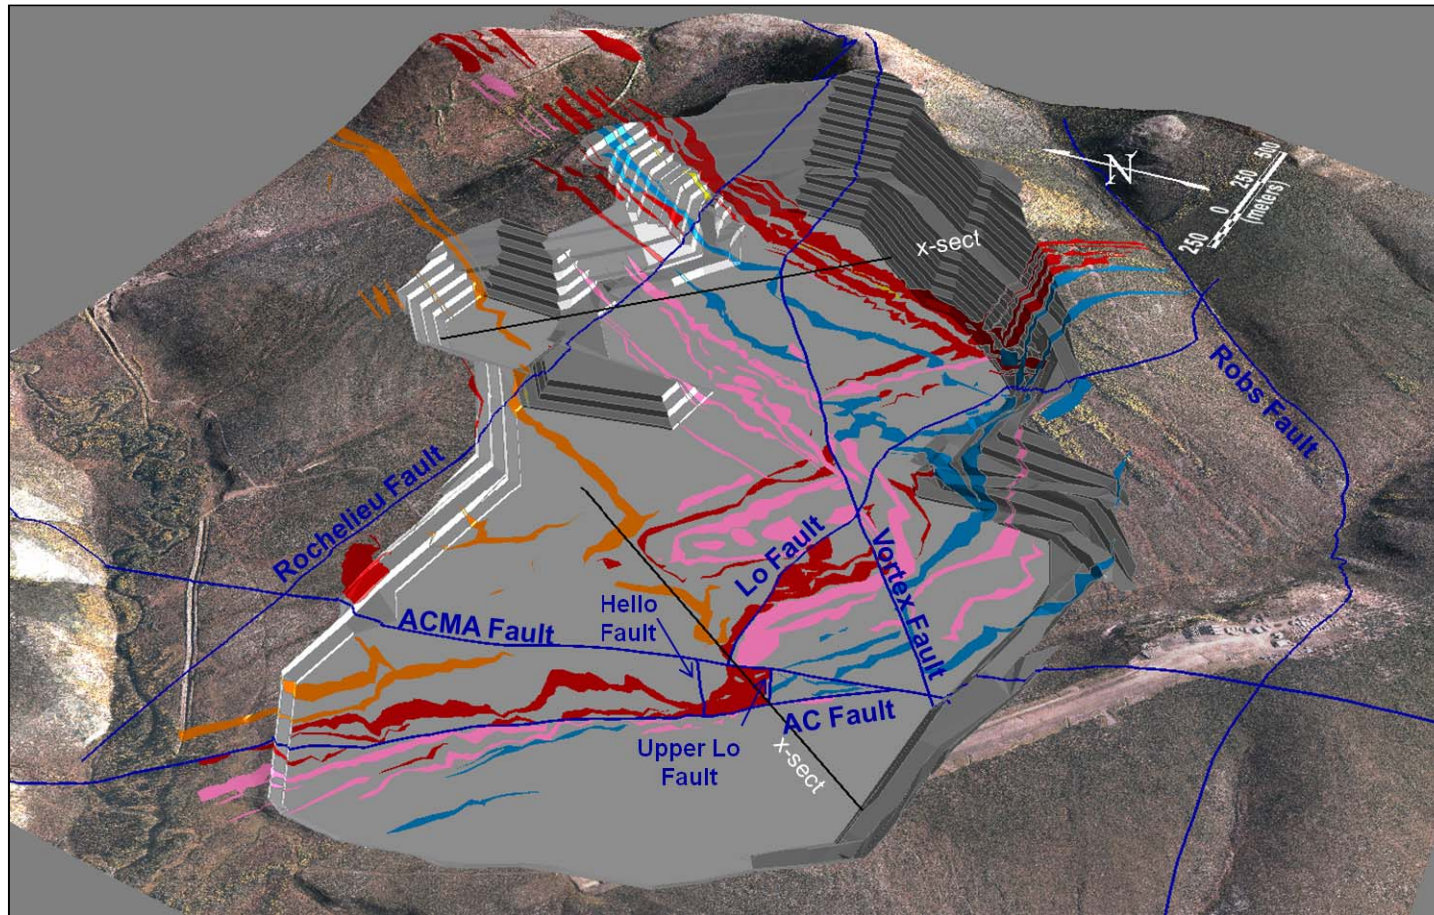 N
250 0 250 500
(meters)
x-sect
Robs Fault
Rochelieu Fault
Lo Fault
Vortex Fault
Hello
Fault
ACMA Fault
AC Fault
Upper Lo
Fault
x-sect